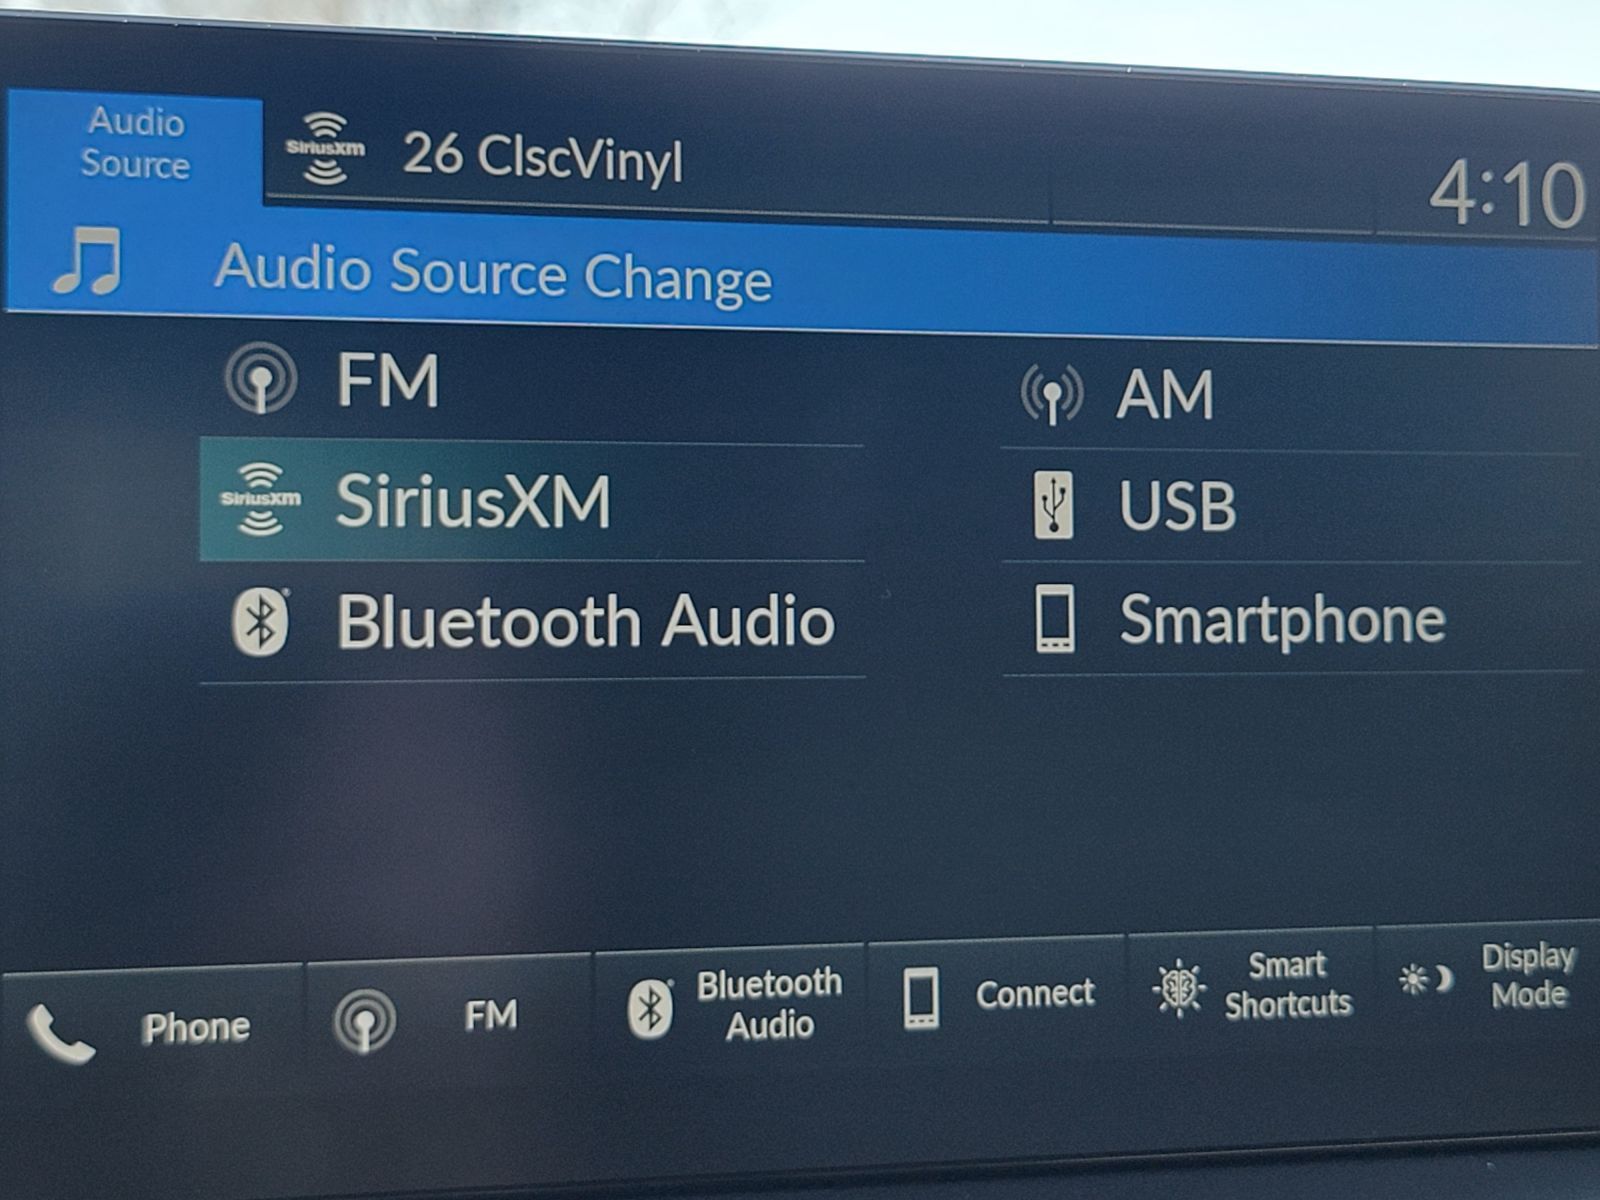 Audio
Source
SiriusXM
26 ClscVinyl
4:10
Audio Source Change
FM
AM
SiriusXM
SiriusXM
USB
Bluetooth Audio
Smartphone
Phone
FM
Bluetooth
Audio
Connect
Smart
Shortcuts
Display
Mode